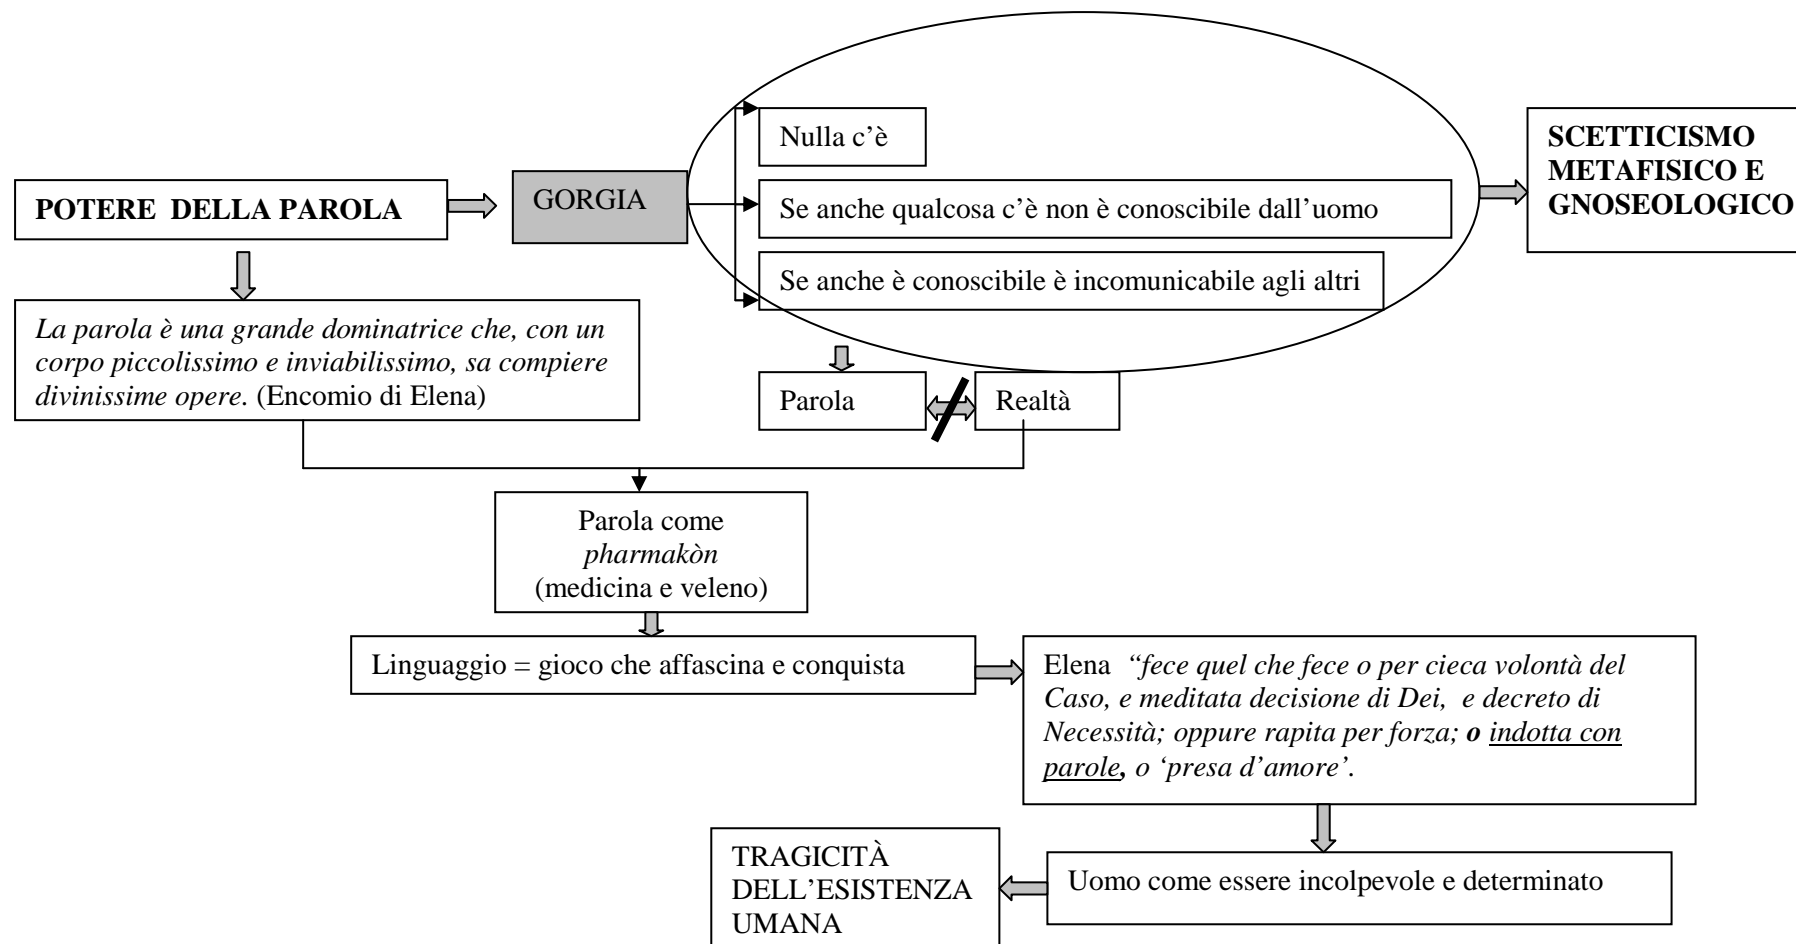 POTERE DELLA PAROLA
GORGIA
Nulla c'è
Se anche qualcosa c'è non è conoscibile dall'uomo
Se anche è conoscibile è incomunicabile agli altri
SCETTICISMO
METAFISICO E
GNOSEOLOGICO
La parola è una grande dominatrice che, con un
corpo piccolissimo e inviabilissimo, sa compiere
divinissime opere. (Encomio di Elena)
Parola
Realtà
Parola come
pharmakòn
(medicina e veleno)
Linguaggio = gioco che affascina e conquista
Elena “fece quel che fece o per cieca volontà del
Caso, e meditata decisione di Dei, e decreto di
Necessità; oppure rapita per forza; o indotta con
parole, o ‘presa d’amore’.
Uomo come essere incolpevole e determinato
TRAGICITÀ
DELL’ESISTENZA
UMANA